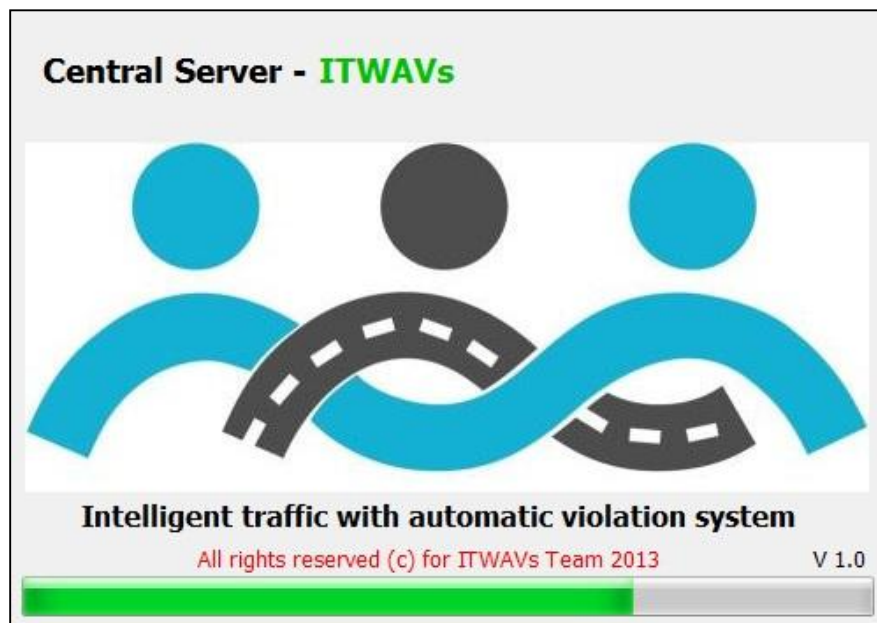 Central Server - ITWAVs
Intelligent traffic with automatic violation system
All rights reserved (c) for ITWAVs Team 2013
V 1.0